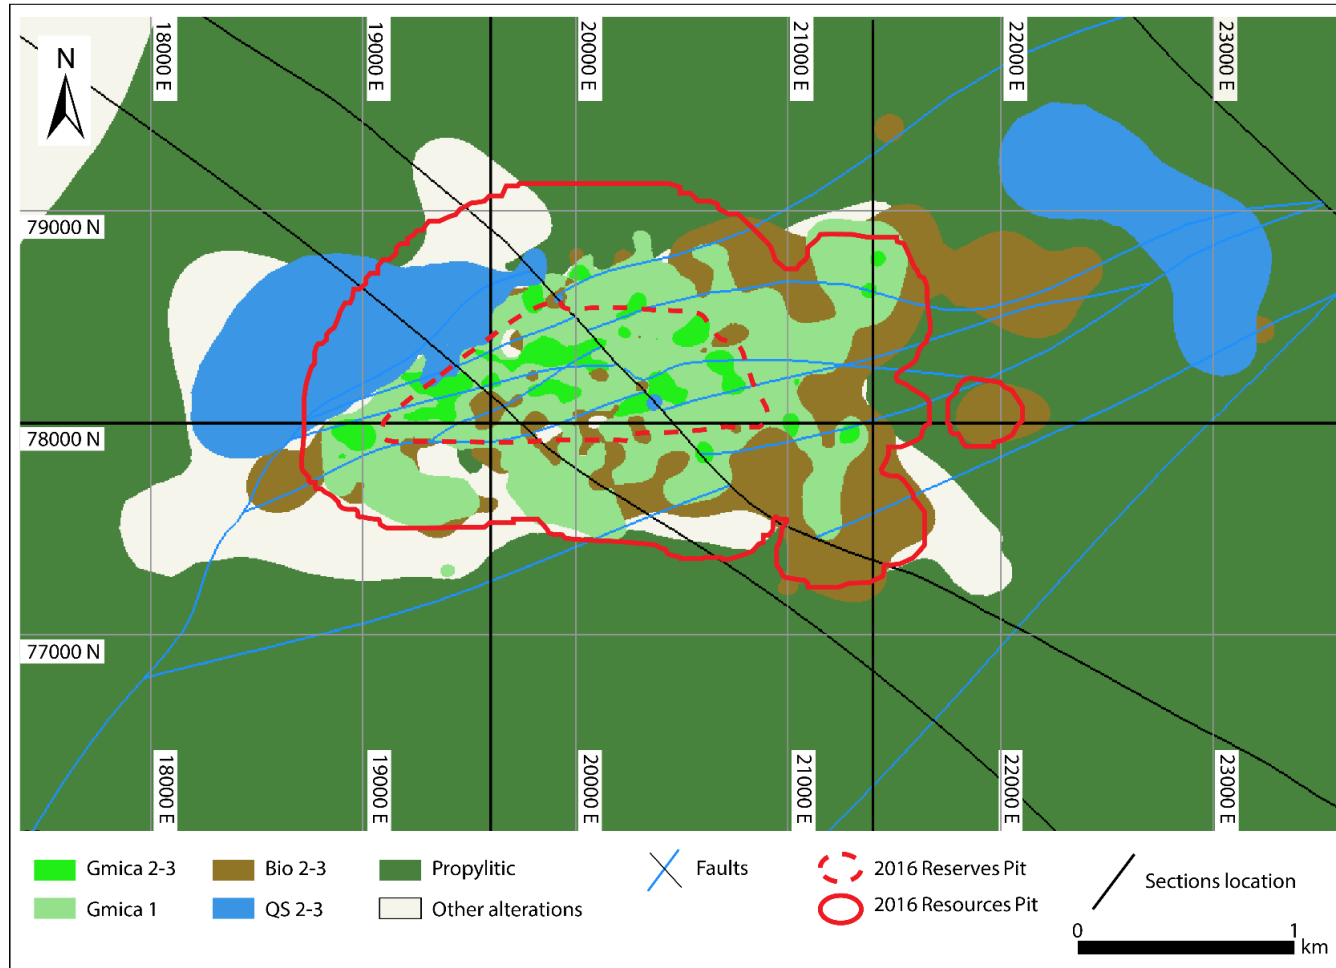 18000 E
19000 E
20000 E
21000 E
22000 E
23000 E
N
79000 N
78000 N
77000 N
18000 E
19000 E
20000 E
21000 E
22000 E
23000 E
Gmica 2-3
Bio 2-3
Propylitic
Faults
2016 Reserves Pit
Sections location
Gmica 1
QS 2-3
Other alterations
2016 Resources Pit
0
1
km